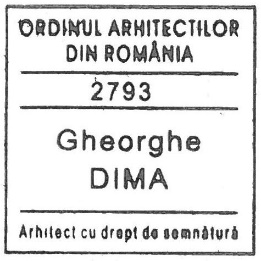 ORDINUL ARHITECTILOR
DIN ROMÂNIA
2793
Gheorghe
DIMA
Arhitect cu drept de semnătură